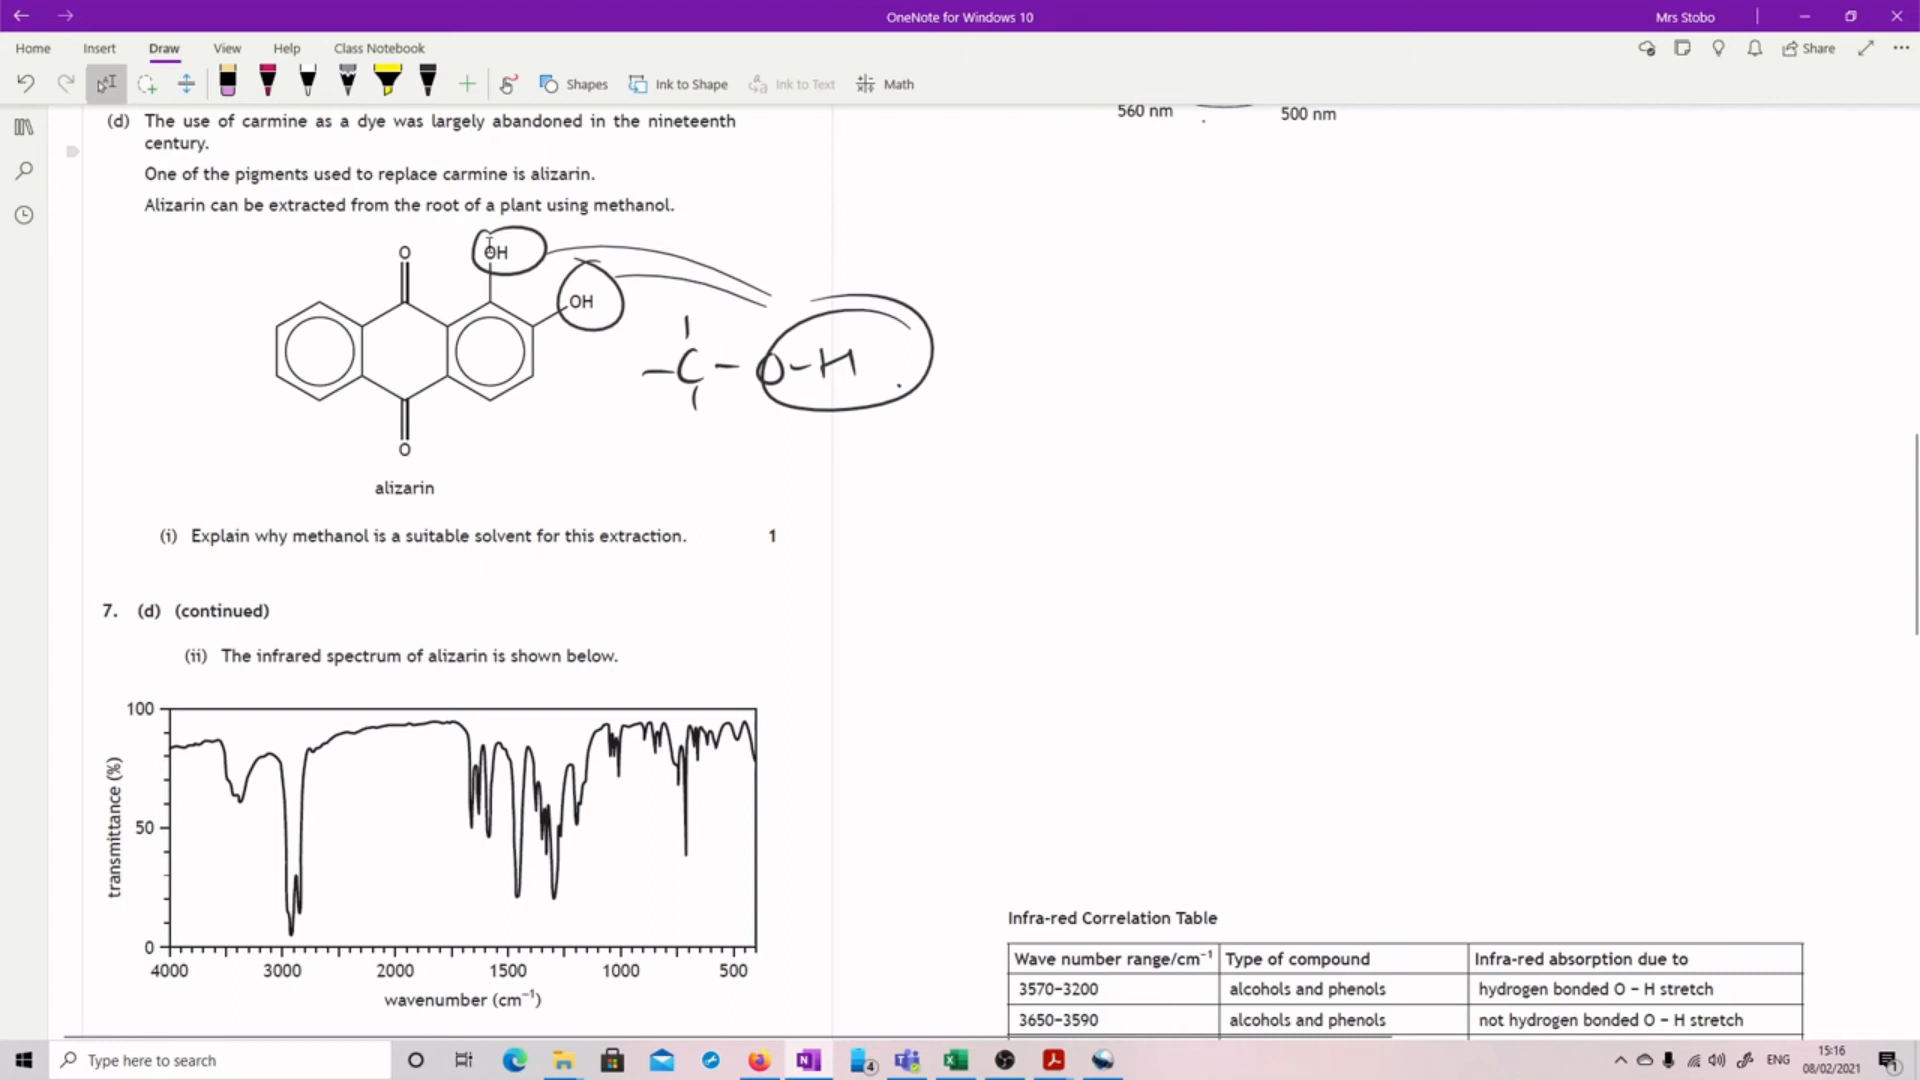 OneNote for Windows 10
Mrs Stobo
Home Insert Draw View Help Class Notebook
Share
Shapes Ink to Shape Ink to Text Math
(d) The use of carmine as a dye was largely abandoned in the nineteenth
century.
One of the pigments used to replace carmine is alizarin.
Alizarin can be extracted from the root of a plant using methanol.
560 nm 500 nm
O OH
OH
- C - O - H
O
alizarin
(i) Explain why methanol is a suitable solvent for this extraction. 1
7. (d) (continued)
(ii) The infrared spectrum of alizarin is shown below.
100
50
0
transmittance (%)
4000 3000 2000 1500 1000 500
wavenumber (cm⁻¹)
Infra-red Correlation Table
Wave number range/cm⁻¹ Type of compound Infra-red absorption due to
3570−3200 alcohols and phenols hydrogen bonded O − H stretch
3650−3590 alcohols and phenols not hydrogen bonded O − H stretch
Type here to search
4
ENG
15:16
08/02/2021
1